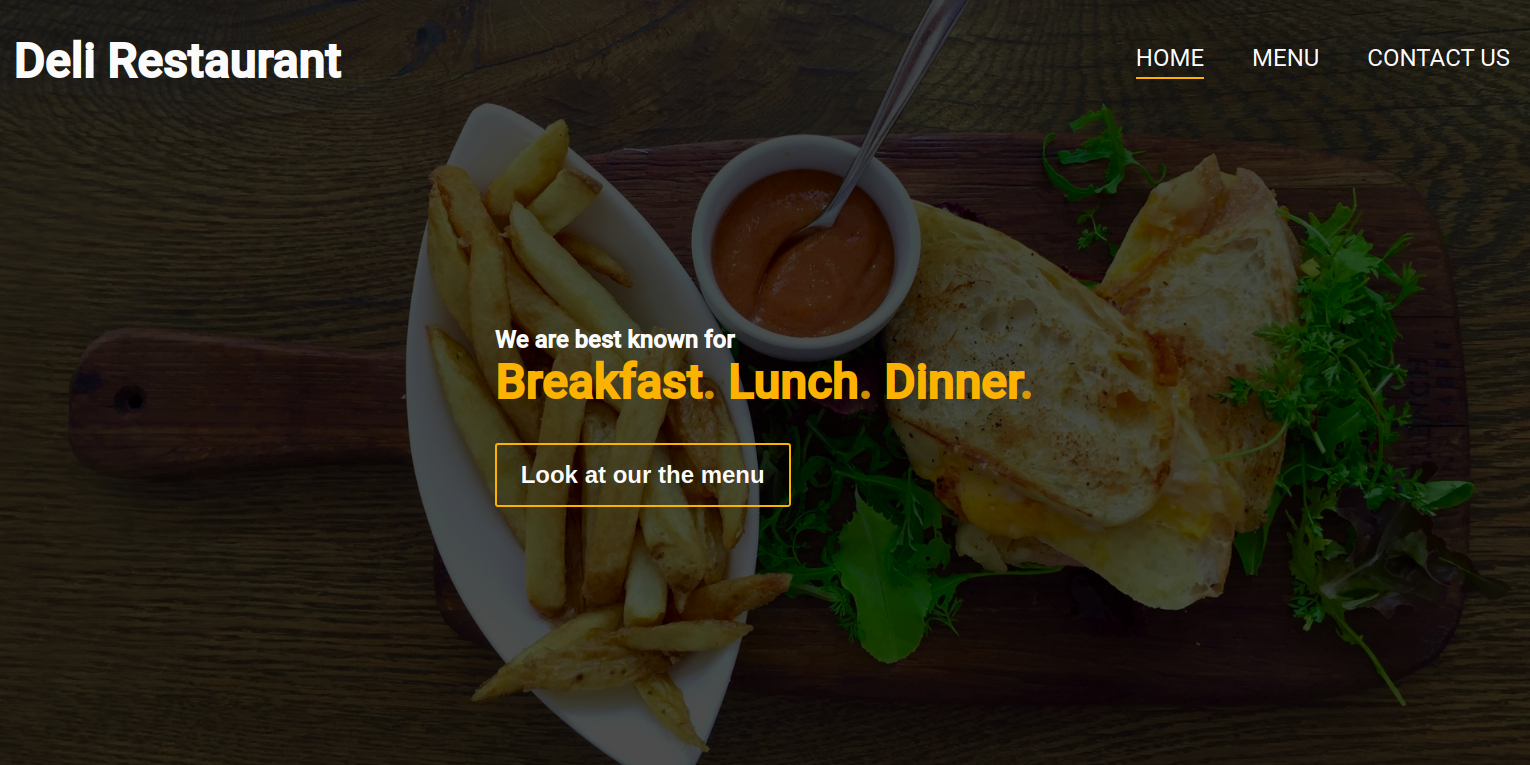 Deli Restaurant
HOME MENU CONTACT US
We are best known for
Breakfast. Lunch. Dinner.
Look at our the menu